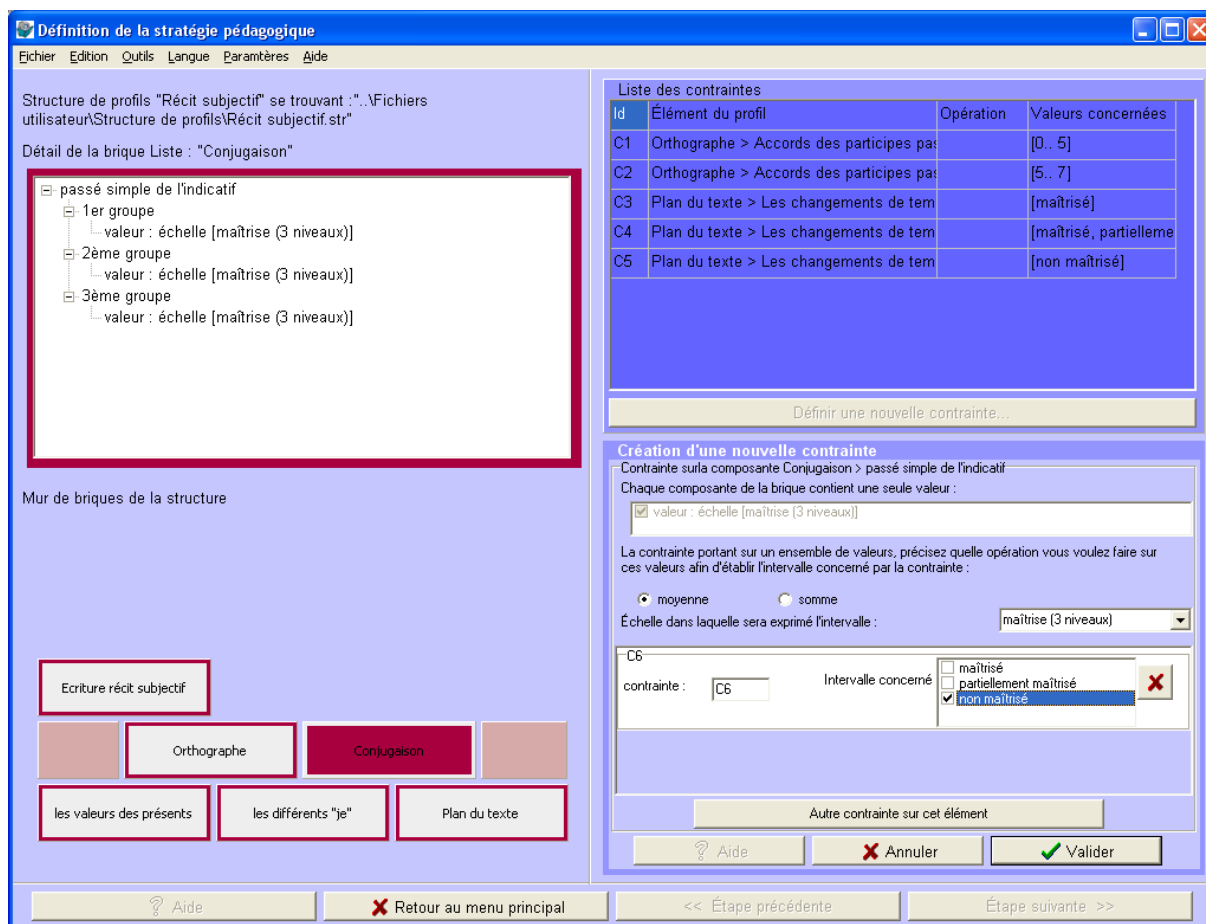 Définition de la stratégie pédagogique
Fichier Edition Outils Langue Paramtères Aide
Structure de profils "Récit subjectif" se trouvant :"..\Fichiers
utilisateur\Structure de profils\Récit subjectif.str"
Détail de la brique Liste : "Conjugaison"
passé simple de l'indicatif
1er groupe
valeur : échelle [maîtrise (3 niveaux)]
2ème groupe
valeur : échelle [maîtrise (3 niveaux)]
3ème groupe
valeur : échelle [maîtrise (3 niveaux)]
Mur de briques de la structure
Ecriture récit subjectif
Orthographe Conjugaison
les valeurs des présents les différents "je" Plan du texte
Liste des contraintes
Id Élément du profil Opération Valeurs concernées
C1 Orthographe > Accords des participes pas [0.. 5]
C2 Orthographe > Accords des participes pas [5.. 7]
C3 Plan du texte > Les changements de tem [maîtrisé]
C4 Plan du texte > Les changements de tem [maîtrisé, partielleme
C5 Plan du texte > Les changements de tem [non maîtrisé]
Définir une nouvelle contrainte...
Création d'une nouvelle contrainte
Contrainte surla composante Conjugaison > passé simple de l'indicatif
Chaque composante de la brique contient une seule valeur :
valeur : échelle [maîtrise (3 niveaux)]
La contrainte portant sur un ensemble de valeurs, précisez quelle opération vous voulez faire sur
ces valeurs afin d'établir l'intervalle concerné par la contrainte :
moyenne somme
Échelle dans laquelle sera exprimé l'intervalle : maîtrise (3 niveaux)
C6
contrainte : C6 Intervalle concerné
maîtrisé
partiellement maîtrisé
non maîtrisé
Autre contrainte sur cet élément
? Aide Annuler Valider
? Aide Retour au menu principal << Étape précédente Étape suivante >>